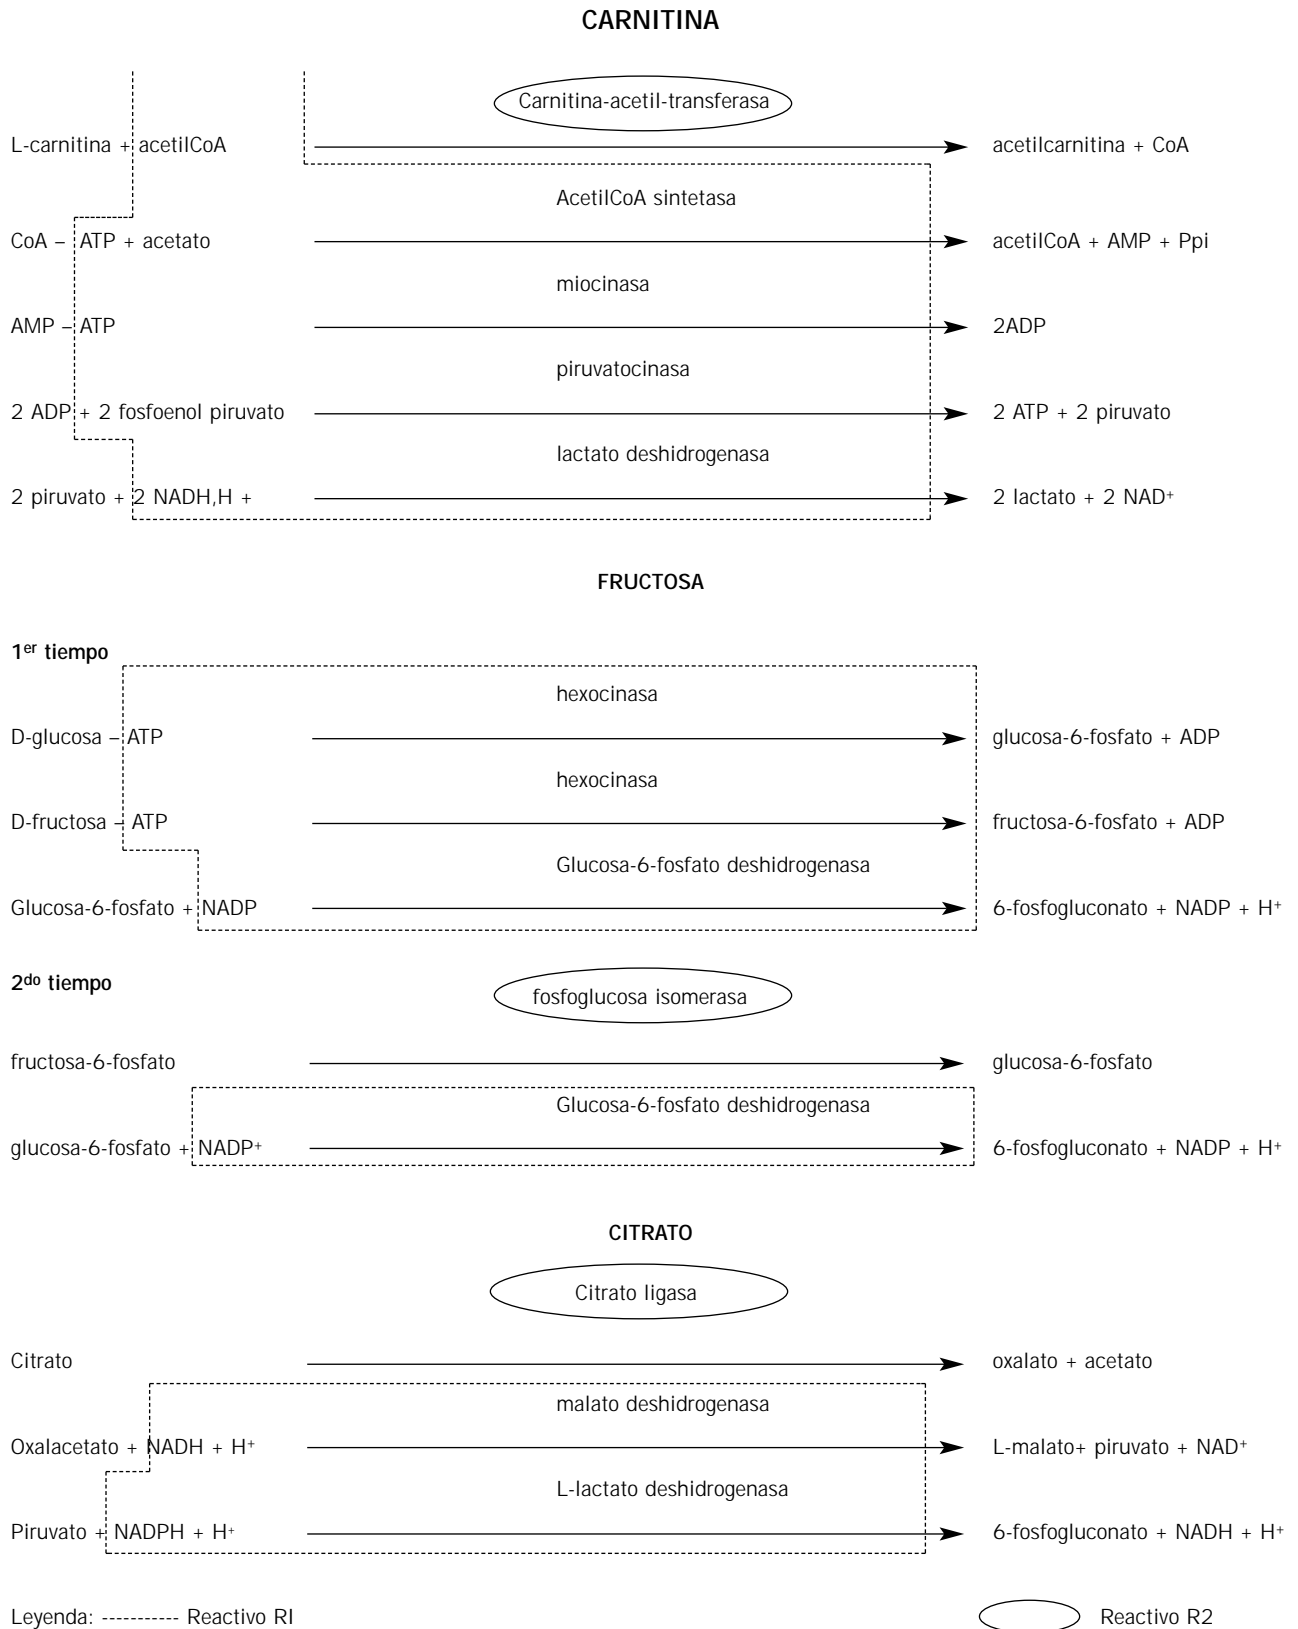 CARNITINA
Carnitina-acetil-transferasa
L-carnitina + acetilCoA acetilcarnitina + CoA
AcetilCoA sintetasa
CoA – ATP + acetato acetilCoA + AMP + Ppi
miocinasa
AMP – ATP 2ADP
piruvatocinasa
2 ADP + 2 fosfoenol piruvato 2 ATP + 2 piruvato
lactato deshidrogenasa
2 piruvato + 2 NADH,H + 2 lactato + 2 NAD+
FRUCTOSA
1er tiempo
hexocinasa
D-glucosa – ATP glucosa-6-fosfato + ADP
hexocinasa
D-fructosa – ATP fructosa-6-fosfato + ADP
Glucosa-6-fosfato deshidrogenasa
Glucosa-6-fosfato + NADP 6-fosfogluconato + NADP + H+
2do tiempo
fosfoglucosa isomerasa
fructosa-6-fosfato glucosa-6-fosfato
Glucosa-6-fosfato deshidrogenasa
glucosa-6-fosfato + NADP+ 6-fosfogluconato + NADP + H+
CITRATO
Citrato ligasa
Citrato oxalato + acetato
malato deshidrogenasa
Oxalacetato + NADH + H+ L-malato+ piruvato + NAD+
L-lactato deshidrogenasa
Piruvato + NADPH + H+ 6-fosfogluconato + NADH + H+
Leyenda: ----------- Reactivo RI Reactivo R2